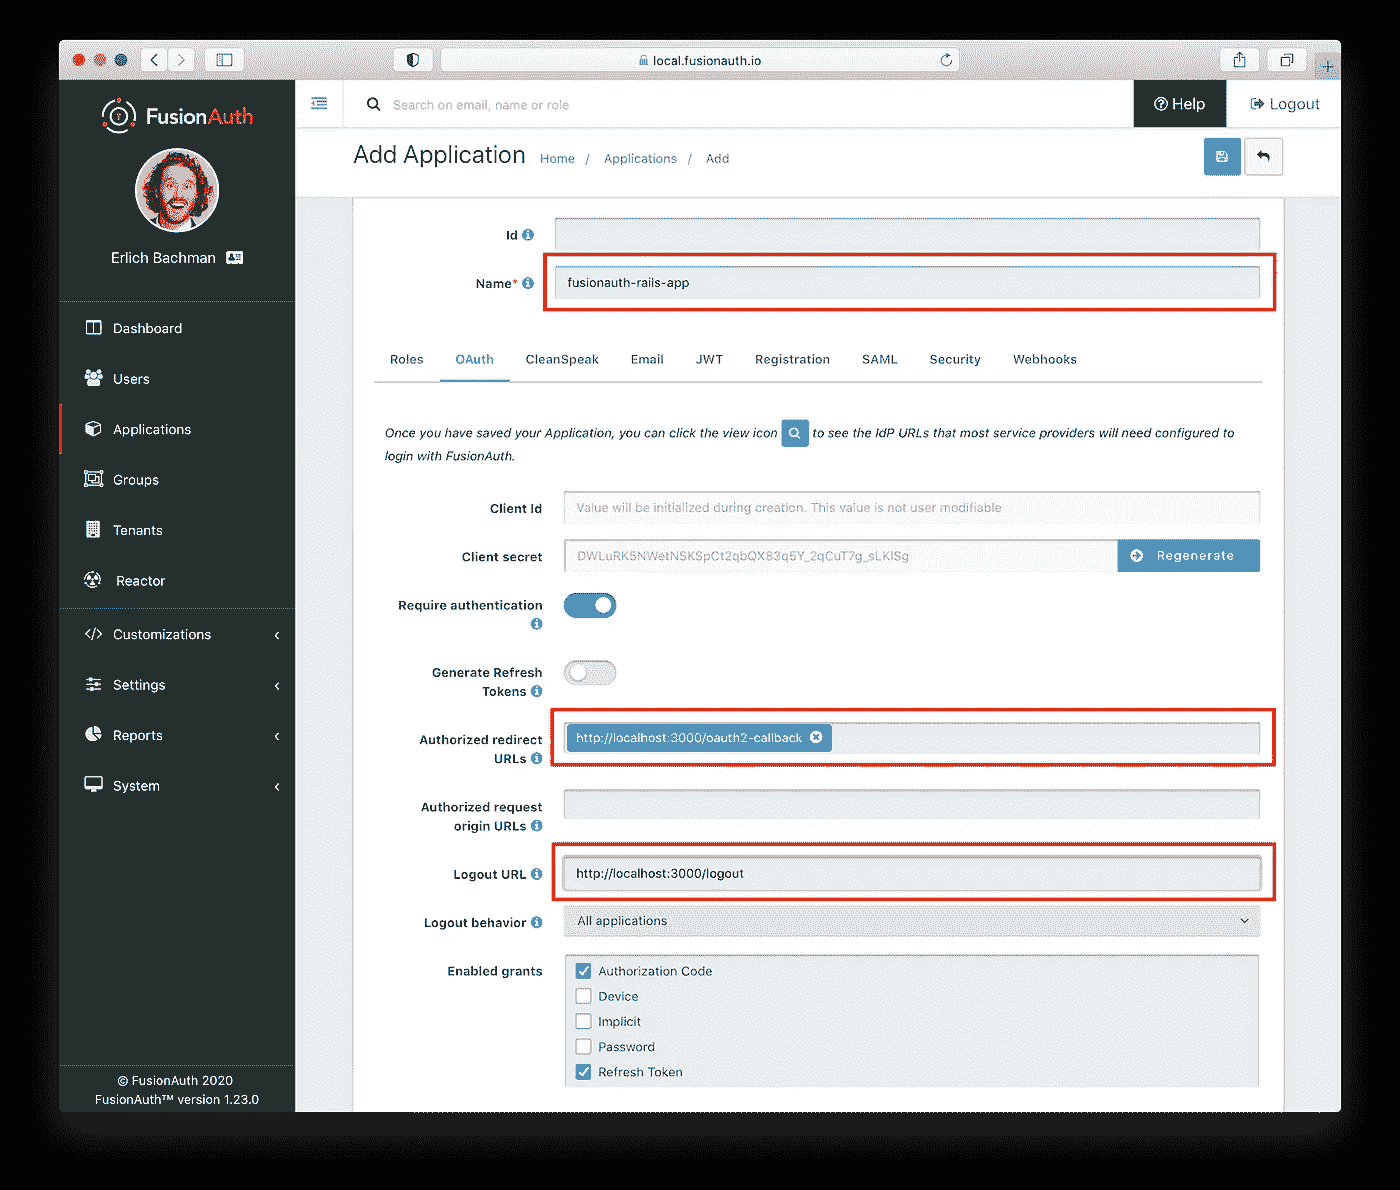 local.fusionauth.io
FusionAuth
Search on email, name or role
Help
Logout
Erlich Bachman
Dashboard
Users
Applications
Groups
Tenants
Reactor
Customizations
Settings
Reports
System
© FusionAuth 2020
FusionAuth™ version 1.23.0
Add Application
Home / Applications / Add
Id
Name*
fusionauth-rails-app
Roles OAuth CleanSpeak Email JWT Registration SAML Security Webhooks
Once you have saved your Application, you can click the view icon to see the IdP URLs that most service providers will need configured to
login with FusionAuth.
Client Id
Value will be initialized during creation. This value is not user modifiable
Client secret
DWLuRK5NWetNSKSpCt2qbQX83q5Y_2qCuT7g_sLKlSg
Regenerate
Require authentication
Generate Refresh
Tokens
Authorized redirect
URLs
http://localhost:3000/oauth2-callback
Authorized request
origin URLs
Logout URL
http://localhost:3000/logout
Logout behavior
All applications
Enabled grants
Authorization Code
Device
Implicit
Password
Refresh Token